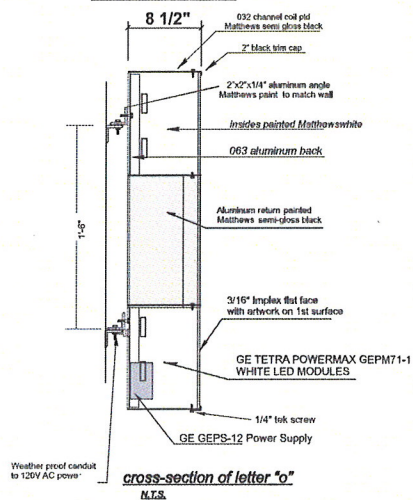 8 1/2"
032 channel coil ptd
Matthews semi gloss black
2" black trim cap
2"x2"x1/4" aluminum angle
Matthews paint to match wall
Insides painted Matthewswhite
063 aluminum back
Aluminum return painted
Matthews semi-gloss black
1'-6"
3/16" Implex flat face
with artwork on 1st surface
GE TETRA POWERMAX GEPM71-1
WHITE LED MODULES
1/4" tek screw
GE GEPS-12 Power Supply
Weather proof conduit
to 120V AC power
cross-section of letter "o"
N.T.S.